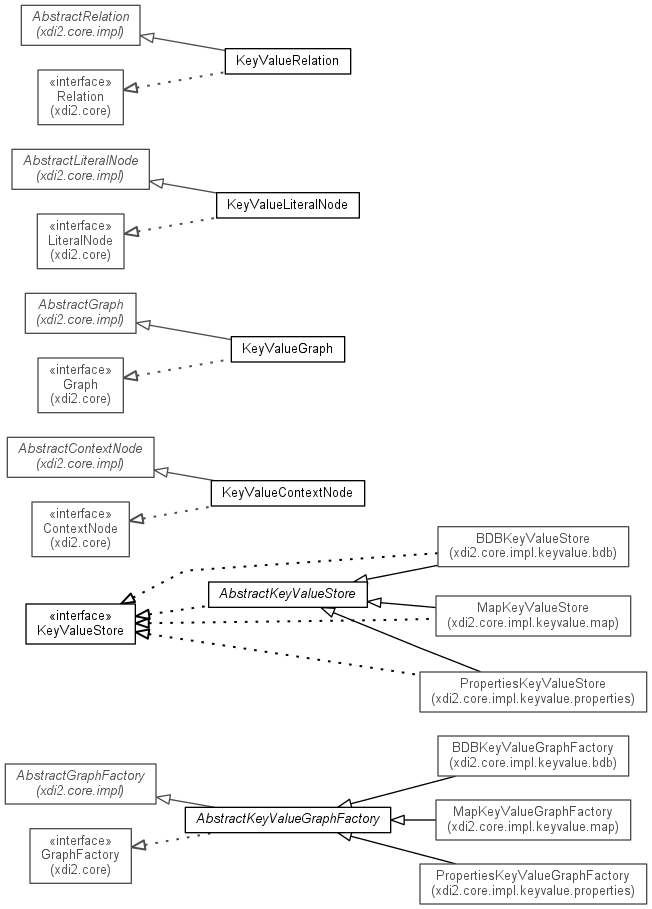 AbstractRelation
(xdi2.core.impl)
KeyValueRelation
«interface»
Relation
(xdi2.core)
AbstractLiteralNode
(xdi2.core.impl)
KeyValueLiteralNode
«interface»
LiteralNode
(xdi2.core)
AbstractGraph
(xdi2.core.impl)
KeyValueGraph
«interface»
Graph
(xdi2.core)
AbstractContextNode
(xdi2.core.impl)
KeyValueContextNode
«interface»
ContextNode
(xdi2.core)
BDBKeyValueStore
(xdi2.core.impl.keyvalue.bdb)
AbstractKeyValueStore
«interface»
KeyValueStore
MapKeyValueStore
(xdi2.core.impl.keyvalue.map)
PropertiesKeyValueStore
(xdi2.core.impl.keyvalue.properties)
BDBKeyValueGraphFactory
(xdi2.core.impl.keyvalue.bdb)
AbstractGraphFactory
(xdi2.core.impl)
AbstractKeyValueGraphFactory
MapKeyValueGraphFactory
(xdi2.core.impl.keyvalue.map)
«interface»
GraphFactory
(xdi2.core)
PropertiesKeyValueGraphFactory
(xdi2.core.impl.keyvalue.properties)